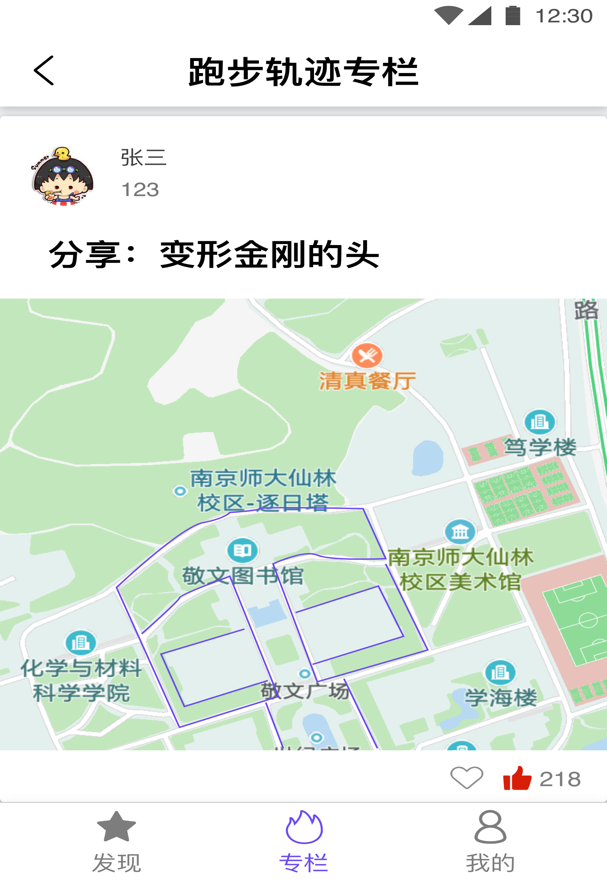 12:30
跑步轨迹专栏
张三
123
分享：变形金刚的头
路
清真餐厅
笃学楼
南京师大仙林
校区-逐日塔
南京师大仙林
校区美术馆
敬文图书馆
化学与材料
科学学院
敬文广场
学海楼
218
发现
专栏
我的